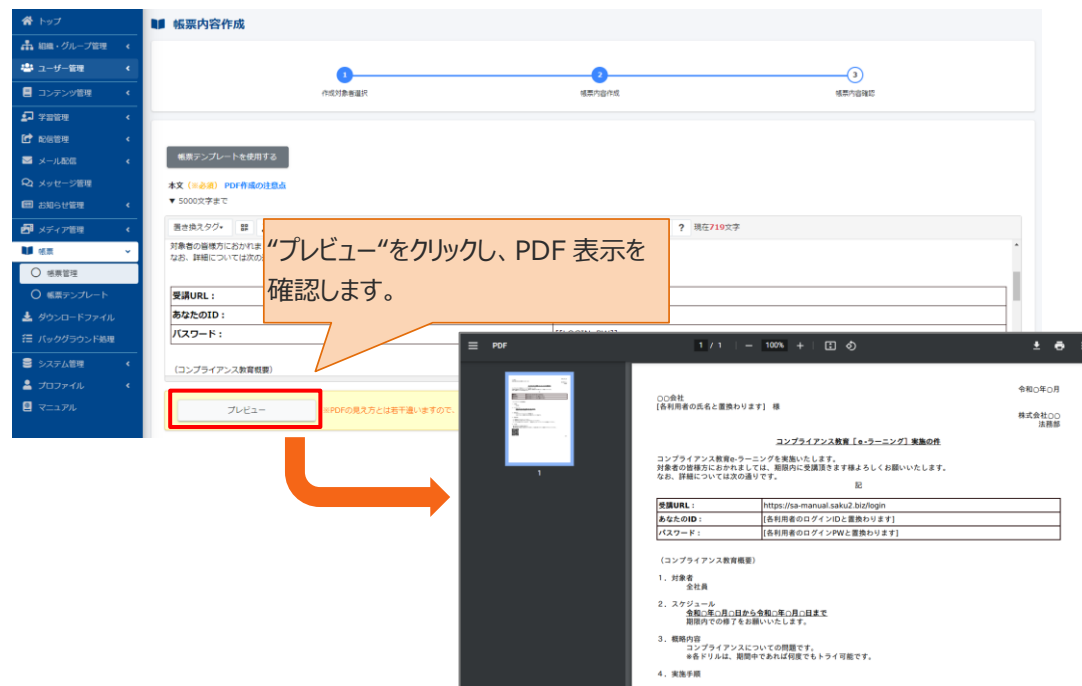 トップ
組織・グループ管理
ユーザー管理
コンテンツ管理
学習管理
配信管理
メール配信
メッセージ管理
お知らせ管理
メディア管理
帳票
帳票管理
帳票テンプレート
ダウンロードファイル
バックグラウンド処理
システム管理
プロファイル
マニュアル
帳票内容作成
1 2 3
作成対象者選択 帳票内容作成 帳票内容確認
帳票テンプレートを使用する
本文 (※必須) PDF作成の注意点
▼ 5000文字まで
置き換えタグ ? 現在719文字
対象者の皆様方におかれま
なお、詳細については次の
受講URL：
あなたのID：
パスワード：
(コンプライアンス教育概要)
プレビュー ※PDFの見え方とは若干違いますので、
“プレビュー“をクリックし、PDF 表示を
確認します。
PDF 1 / 1 − 100% +
1
令和○年○月
○○会社
[各利用者の氏名と置換わります] 様
株式会社○○
法務部
コンプライアンス教育［ e -ラーニング］実施の件
コンプライアンス教育e-ラーニングを実施いたします。
対象者の皆様方におかれましては、期限内に受講頂きます様よろしくお願いいたします。
なお、詳細については次の通りです。
記
受講URL： https://sa-manual.saku2.biz/login
あなたのID： [各利用者のログインIDと置換わります]
パスワード： [各利用者のログインPWと置換わります]
(コンプライアンス教育概要)
1．対象者
全社員
2．スケジュール
令和○年○月○日から令和○年○月○日まで
期限内での修了をお願いいたします。
3．概略内容
コンプライアンスについての問題です。
※各ドリルは、期間中であれば何度でもトライ可能です。
4．実施手順